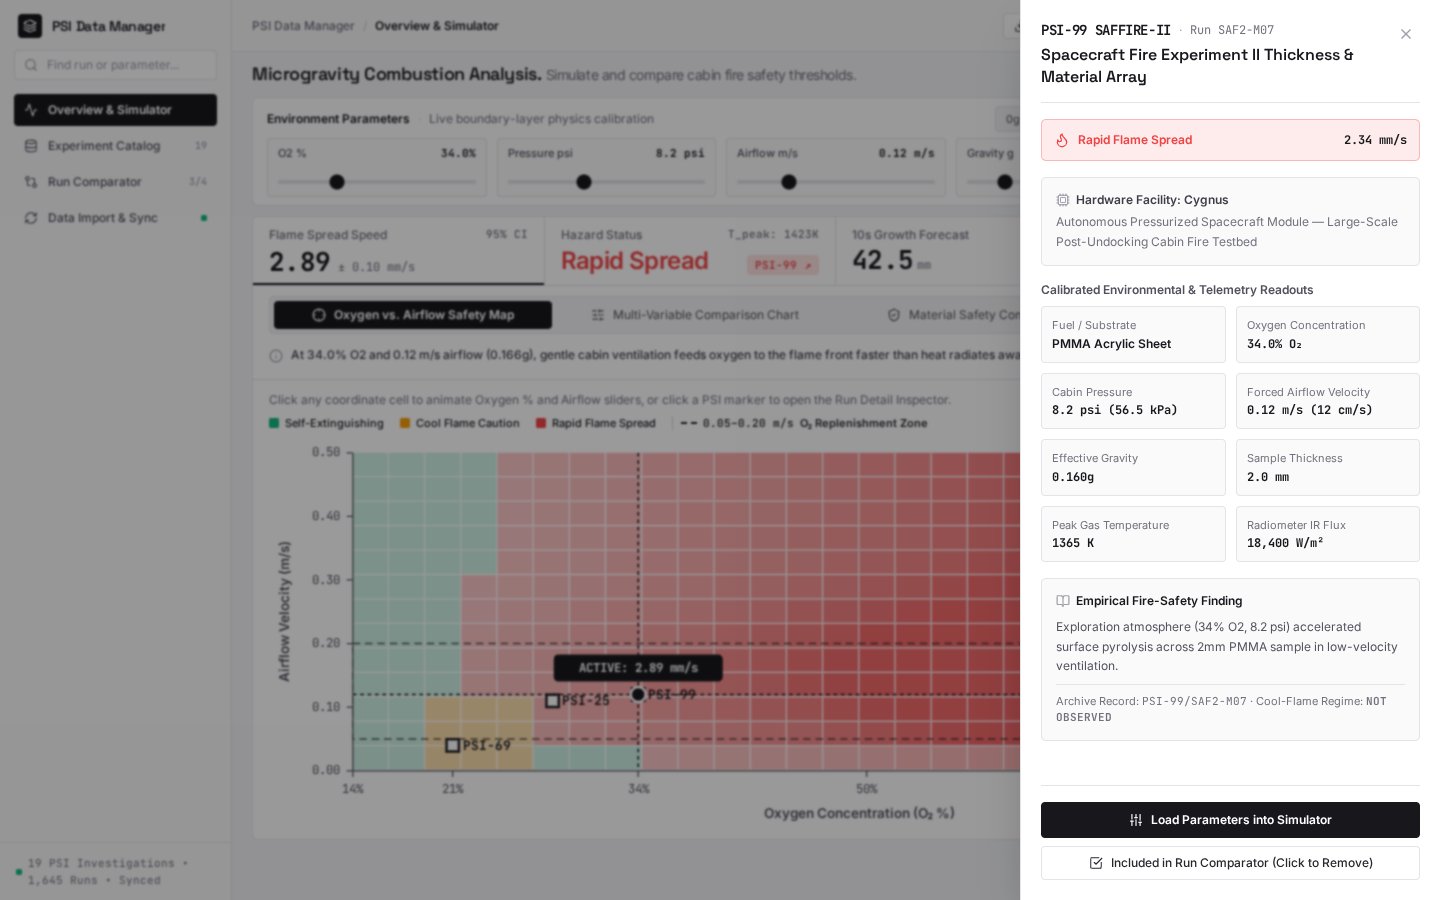 PSI Data Manager
Find run or parameter...
Overview & Simulator
Experiment Catalog 19
Run Comparator 3/4
Data Import & Sync
19 PSI Investigations •
1,645 Runs • Synced
PSI Data Manager / Overview & Simulator
Microgravity Combustion Analysis. Simulate and compare cabin fire safety thresholds.
Environment Parameters · Live boundary-layer physics calibration
O2 % 34.0%
Pressure psi 8.2 psi
Airflow m/s 0.12 m/s
Gravity g
Flame Spread Speed 95% CI
2.89 ± 0.10 mm/s
Hazard Status T_peak: 1423K
Rapid Spread PSI-99 ↗
10s Growth Forecast
42.5 mm
Oxygen vs. Airflow Safety Map
Multi-Variable Comparison Chart
Material Safety Con
At 34.0% O2 and 0.12 m/s airflow (0.166g), gentle cabin ventilation feeds oxygen to the flame front faster than heat radiates awa
Click any coordinate cell to animate Oxygen % and Airflow sliders, or click a PSI marker to open the Run Detail Inspector.
Self-Extinguishing Cool Flame Caution Rapid Flame Spread 0.05–0.20 m/s O₂ Replenishment Zone
Airflow Velocity (m/s)
0.50
0.40
0.30
0.20
0.10
0.00
ACTIVE: 2.89 mm/s
PSI-99
PSI-25
PSI-69
14% 21% 34% 50%
Oxygen Concentration (O₂ %)
PSI-99 SAFFIRE-II · Run SAF2-M07
Spacecraft Fire Experiment II Thickness &
Material Array
Rapid Flame Spread 2.34 mm/s
Hardware Facility: Cygnus
Autonomous Pressurized Spacecraft Module — Large-Scale
Post-Undocking Cabin Fire Testbed
Calibrated Environmental & Telemetry Readouts
Fuel / Substrate
PMMA Acrylic Sheet
Oxygen Concentration
34.0% O₂
Cabin Pressure
8.2 psi (56.5 kPa)
Forced Airflow Velocity
0.12 m/s (12 cm/s)
Effective Gravity
0.160g
Sample Thickness
2.0 mm
Peak Gas Temperature
1365 K
Radiometer IR Flux
18,400 W/m²
Empirical Fire-Safety Finding
Exploration atmosphere (34% O2, 8.2 psi) accelerated
surface pyrolysis across 2mm PMMA sample in low-velocity
ventilation.
Archive Record: PSI-99/SAF2-M07 · Cool-Flame Regime: NOT
OBSERVED
Load Parameters into Simulator
Included in Run Comparator (Click to Remove)